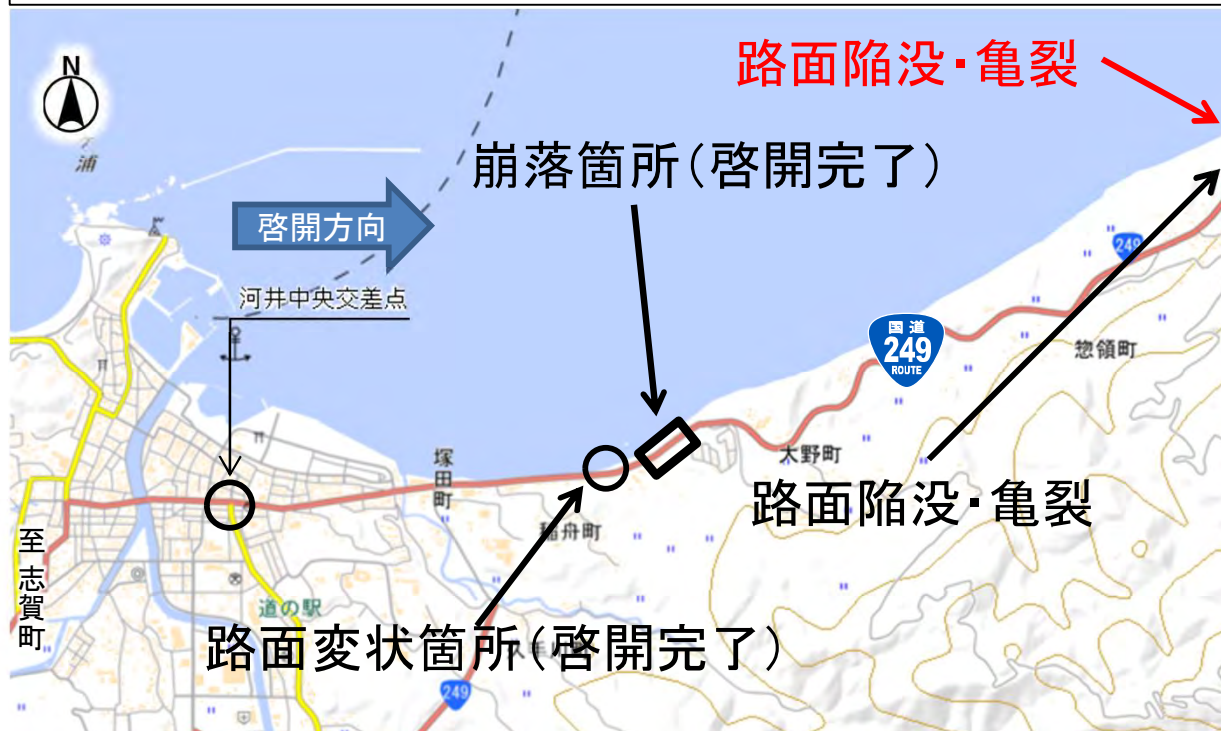 路面陥没・亀裂
N
浦
崩落箇所(啓開完了)
啓開方向
249
河井中央交差点
国道
249
ROUTE
惣領町
塚田町
大野町
路面陥没・亀裂
稲舟町
至志賀町
道の駅
路面変状箇所(啓開完了)
249